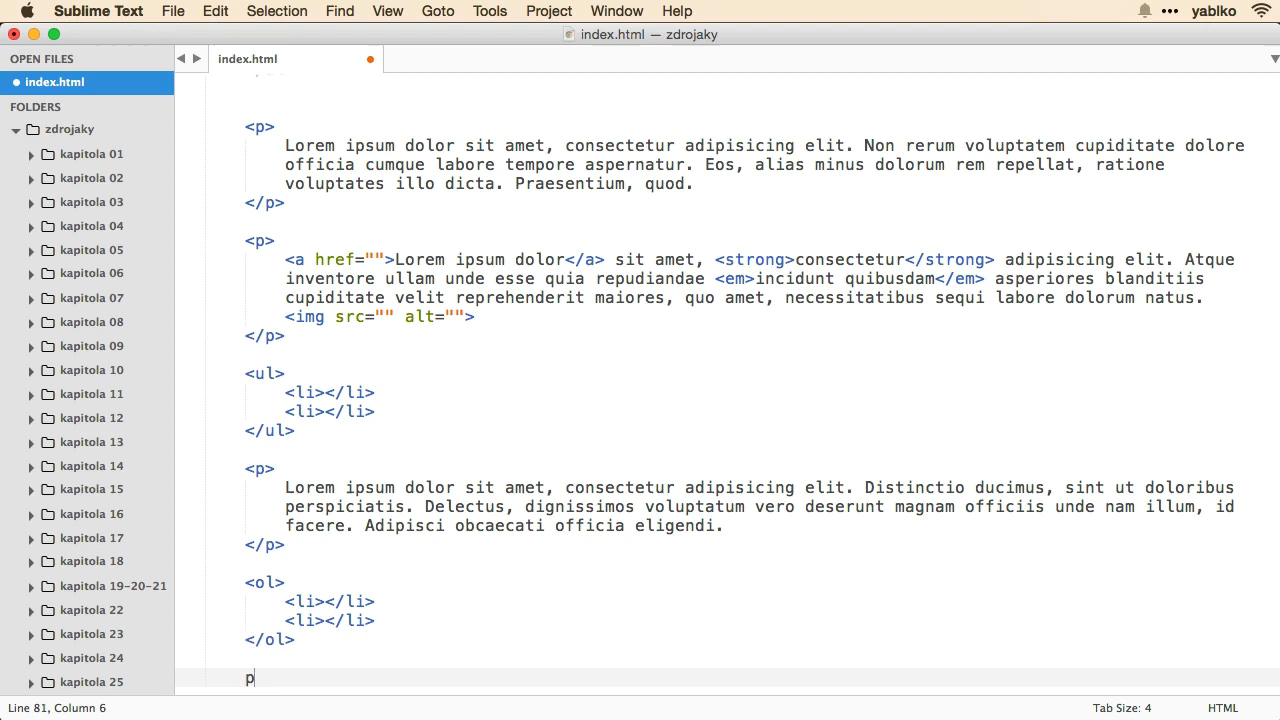 Sublime Text File Edit Selection Find View Goto Tools Project Window Help yablko
index.html — zdrojaky
OPEN FILES
index.html
index.html
FOLDERS
zdrojaky
kapitola 01
kapitola 02
kapitola 03
kapitola 04
kapitola 05
kapitola 06
kapitola 07
kapitola 08
kapitola 09
kapitola 10
kapitola 11
kapitola 12
kapitola 13
kapitola 14
kapitola 15
kapitola 16
kapitola 17
kapitola 18
kapitola 19-20-21
kapitola 22
kapitola 23
kapitola 24
kapitola 25
<p>
Lorem ipsum dolor sit amet, consectetur adipisicing elit. Non rerum voluptatem cupiditate dolore
officia cumque labore tempore aspernatur. Eos, alias minus dolorum rem repellat, ratione
voluptates illo dicta. Praesentium, quod.
</p>
<p>
<a href="">Lorem ipsum dolor</a> sit amet, <strong>consectetur</strong> adipisicing elit. Atque
inventore ullam unde esse quia repudiandae <em>incidunt quibusdam</em> asperiores blanditiis
cupiditate velit reprehenderit maiores, quo amet, necessitatibus sequi labore dolorum natus.
<img src="" alt="">
</p>
<ul>
<li></li>
<li></li>
</ul>
<p>
Lorem ipsum dolor sit amet, consectetur adipisicing elit. Distinctio ducimus, sint ut doloribus
perspiciatis. Delectus, dignissimos voluptatum vero deserunt magnam officiis unde nam illum, id
facere. Adipisci obcaecati officia eligendi.
</p>
<ol>
<li></li>
<li></li>
</ol>
p
Line 81, Column 6
Tab Size: 4
HTML